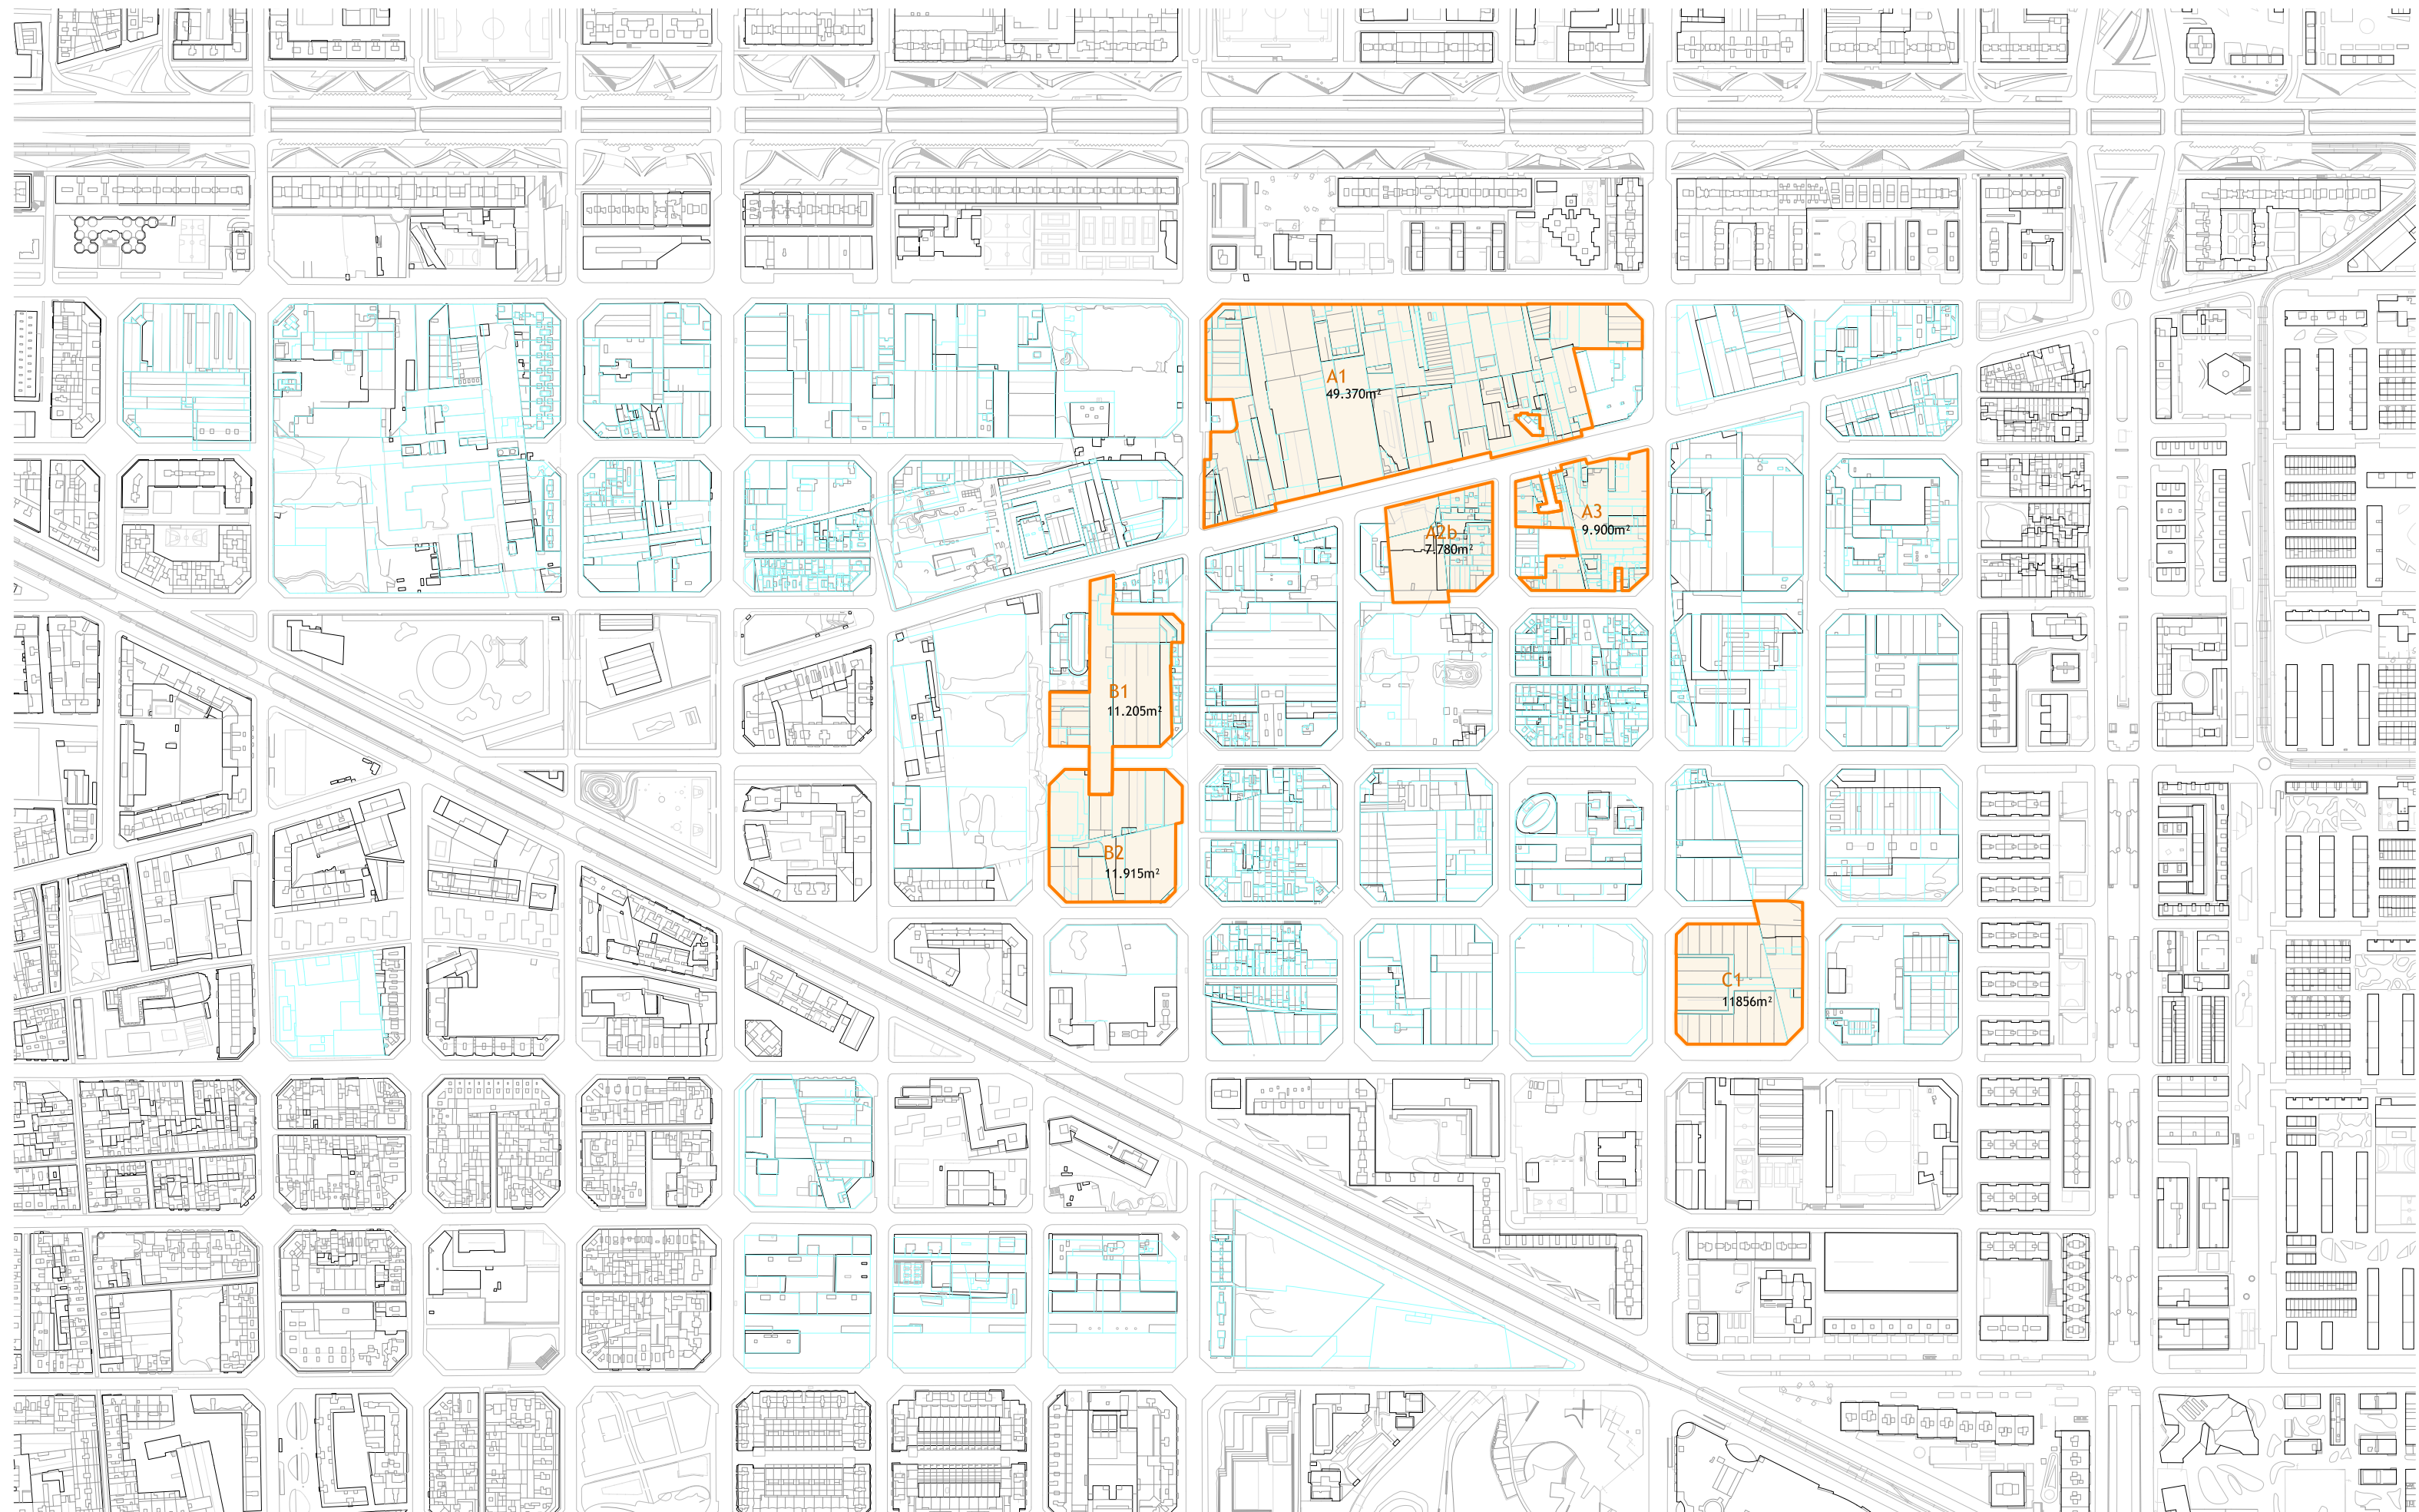 A1
49.370m²
A2b
7.780m²
A3
9.900m²
B1
11.205m²
B2
11.915m²
C1
11856m²